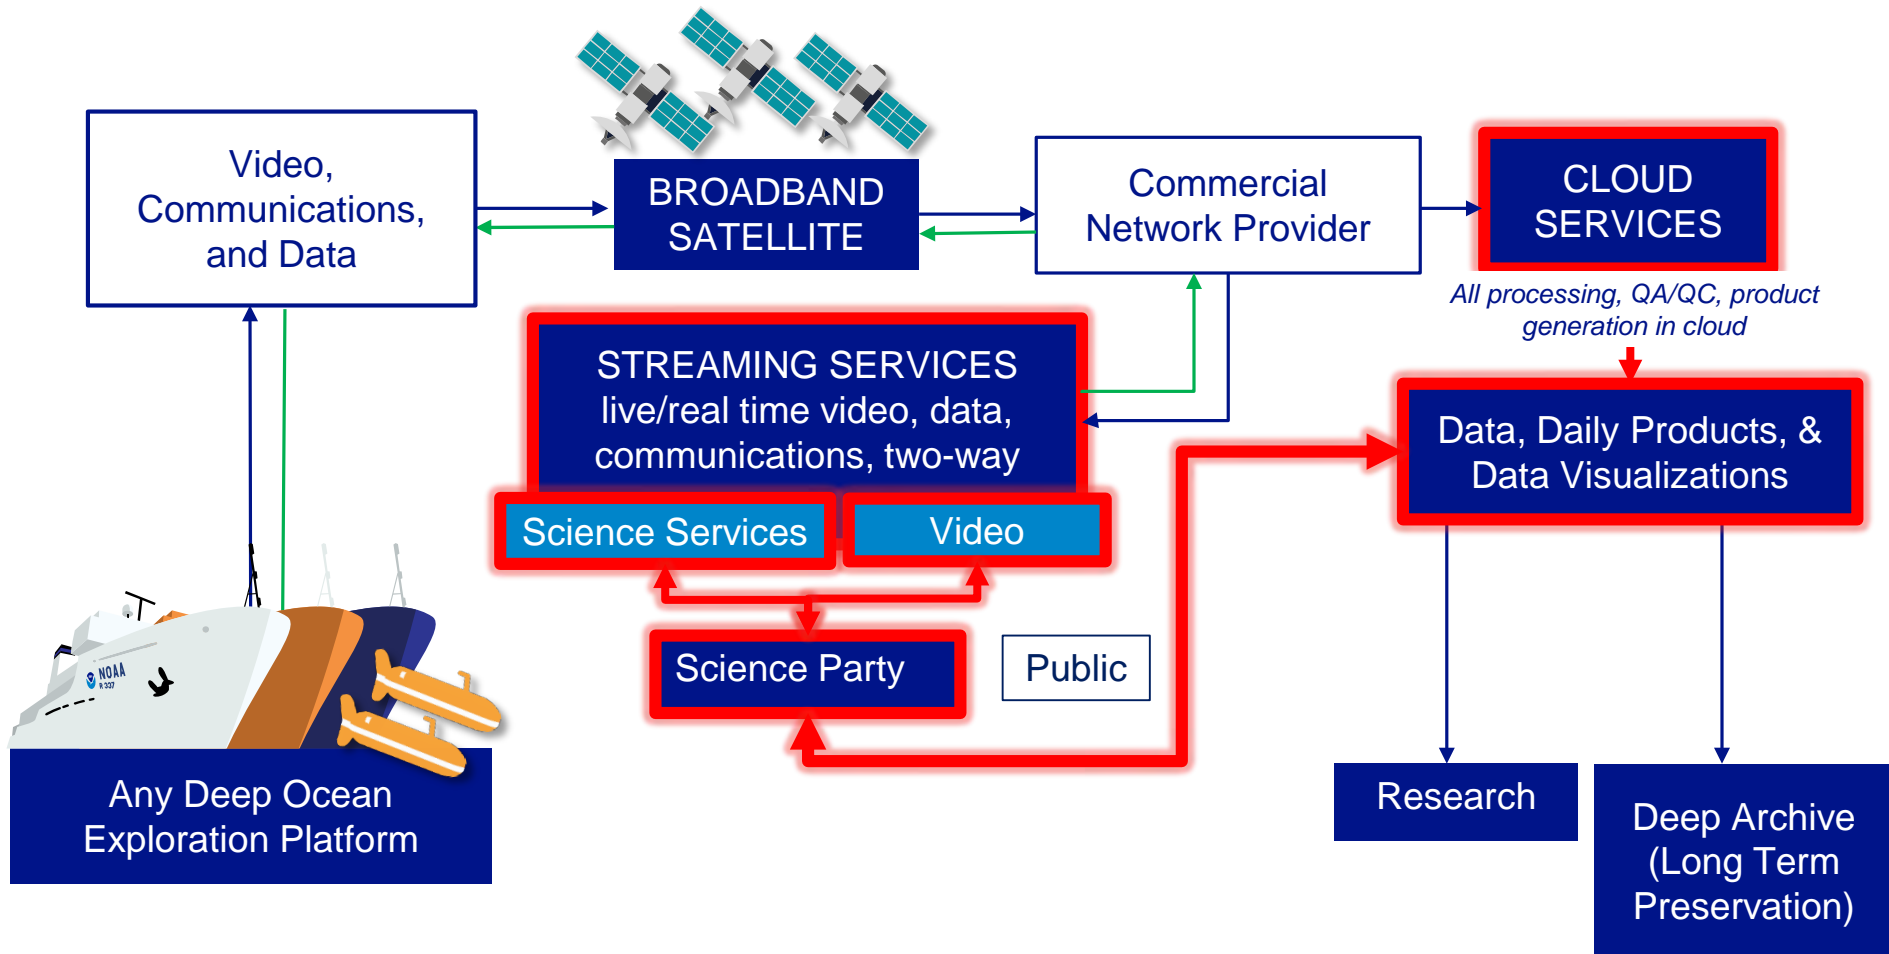 Video,
Communications,
and Data
BROADBAND
SATELLITE
Commercial
Network Provider
CLOUD
SERVICES
All processing, QA/QC, product
generation in cloud
STREAMING SERVICES
live/real time video, data,
communications, two-way
Science Services
Video
Data, Daily Products, &
Data Visualizations
Science Party
Public
NOAA
R 337
Any Deep Ocean
Exploration Platform
Research
Deep Archive
(Long Term
Preservation)